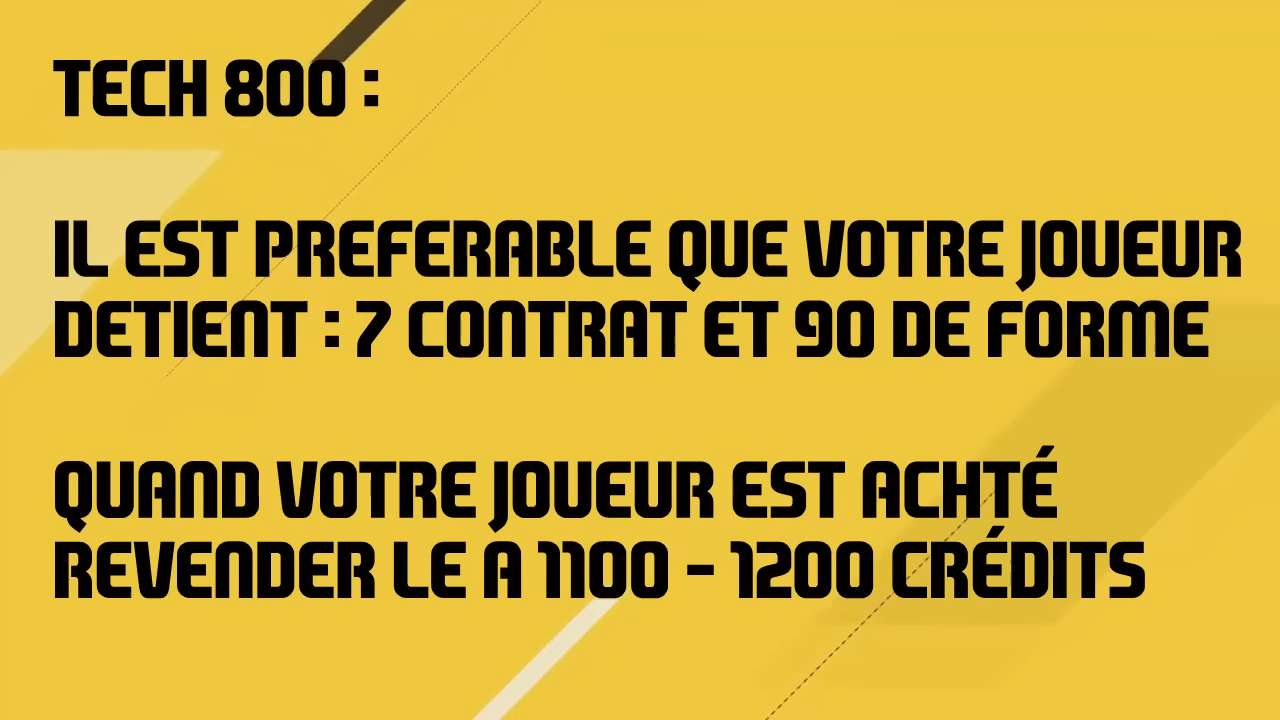 TECH 800 :
IL EST PREFERABLE QUE VOTRE JOUEUR
DETIENT : 7 CONTRAT ET 90 DE FORME
QUAND VOTRE JOUEUR EST ACHTÉ
REVENDER LE A 1100 - 1200 CRÉDITS